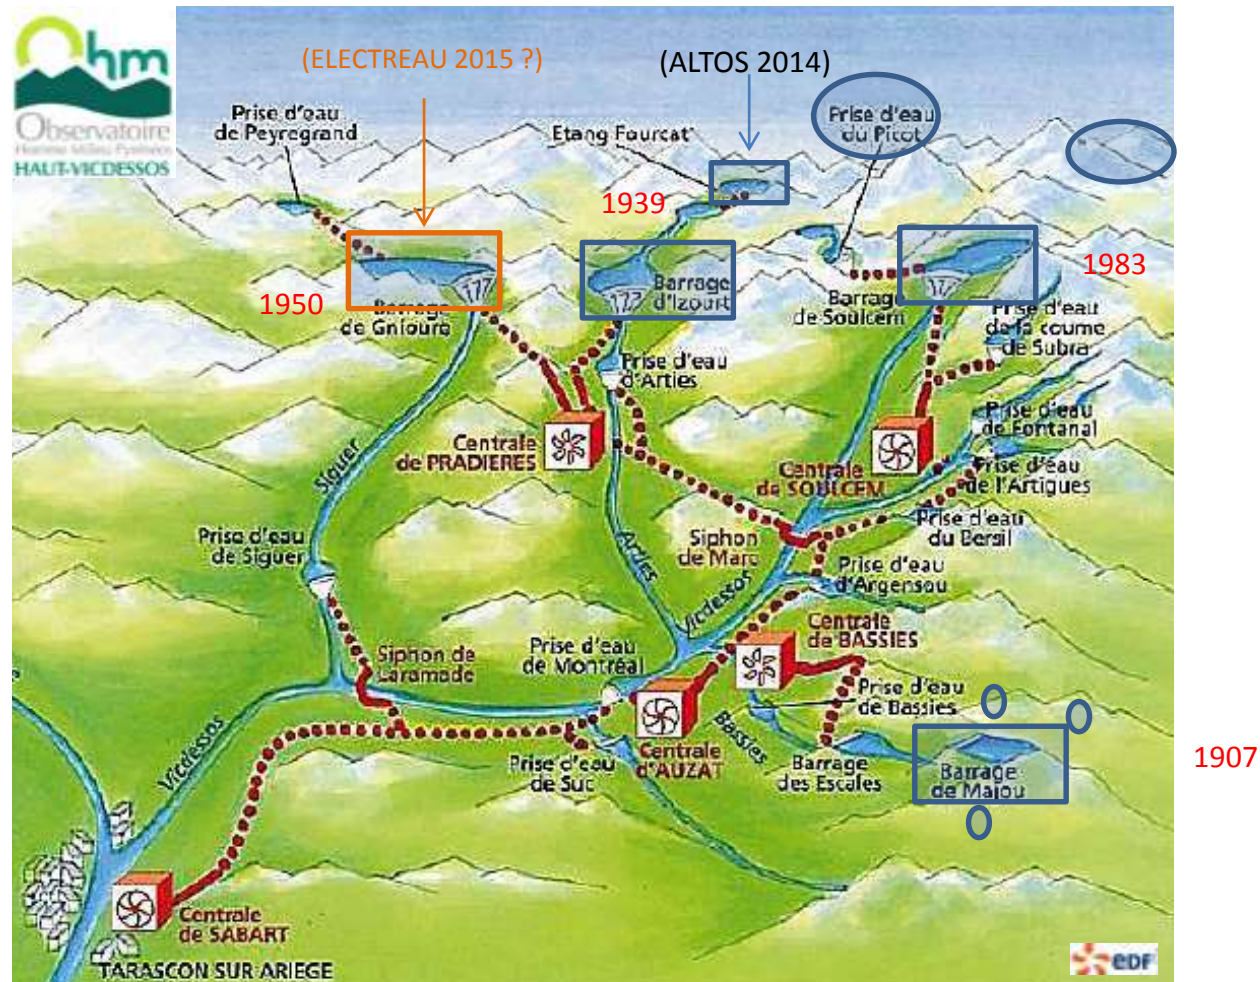 Ohm
Observatoire
Homme Milieu Pyrénées
HAUT-VICDESSOS
(ELECTREAU 2015 ?)
(ALTOS 2014)
Prise d'eau
de Peyregrand
Etang Fourcat
Prise d'eau
du Picot
1939
1950
1983
Barrage
de Gnioure
Barrage
d'Izourt
Barrage
de Soulcem
Prise d'eau
de la coume
de Subra
Prise d'eau
d'Arties
Prise d'eau
de Fontanal
Centrale
de PRADIERES
Centrale
de SOULCEM
Prise d'eau
de l'Artigues
Siguer
Prise d'eau
du Bersil
Siphon
de Marc
Prise d'eau
de Siguer
Arties
Prise d'eau
d'Argensou
Vicdessos
Centrale
de BASSIES
Siphon de
Laramade
Prise d'eau
de Montréal
Prise d'eau
de Bassies
Vicdessos
Bassies
Centrale
d'AUZAT
Prise d'eau
de Suc
Barrage
des Escales
Barrage
de Majou
1907
Centrale
de SABART
TARASCON SUR ARIEGE
eDF